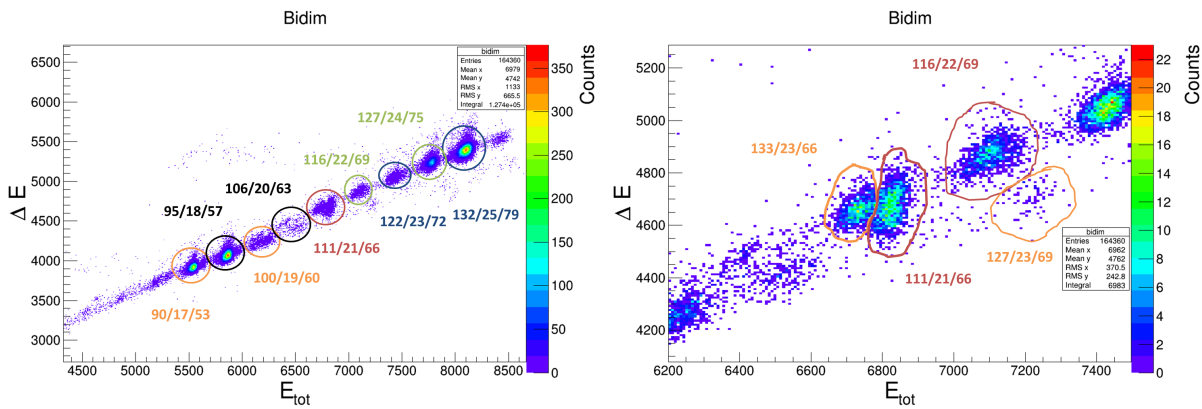 Bidim
bidim
Entries 164360
Mean x 6979
Mean y 4742
RMS x 1133
RMS y 665.5
Integral 1.274e+05
6500
6000
5500
5000
4500
4000
3500
3000
Δ E
127/24/75
116/22/69
106/20/63
95/18/57
122/23/72
132/25/79
111/21/66
100/19/60
90/17/53
4500 5000 5500 6000 6500 7000 7500 8000 8500
E tot
350
300
250
200
150
100
50
0
Counts
Bidim
5200
5000
4800
4600
4400
4200
Δ E
116/22/69
133/23/66
127/23/69
111/21/66
bidim
Entries 164360
Mean x 6962
Mean y 4762
RMS x 370.5
RMS y 242.8
Integral 6983
6200 6400 6600 6800 7000 7200 7400
E tot
22
20
18
16
14
12
10
8
6
4
2
0
Counts